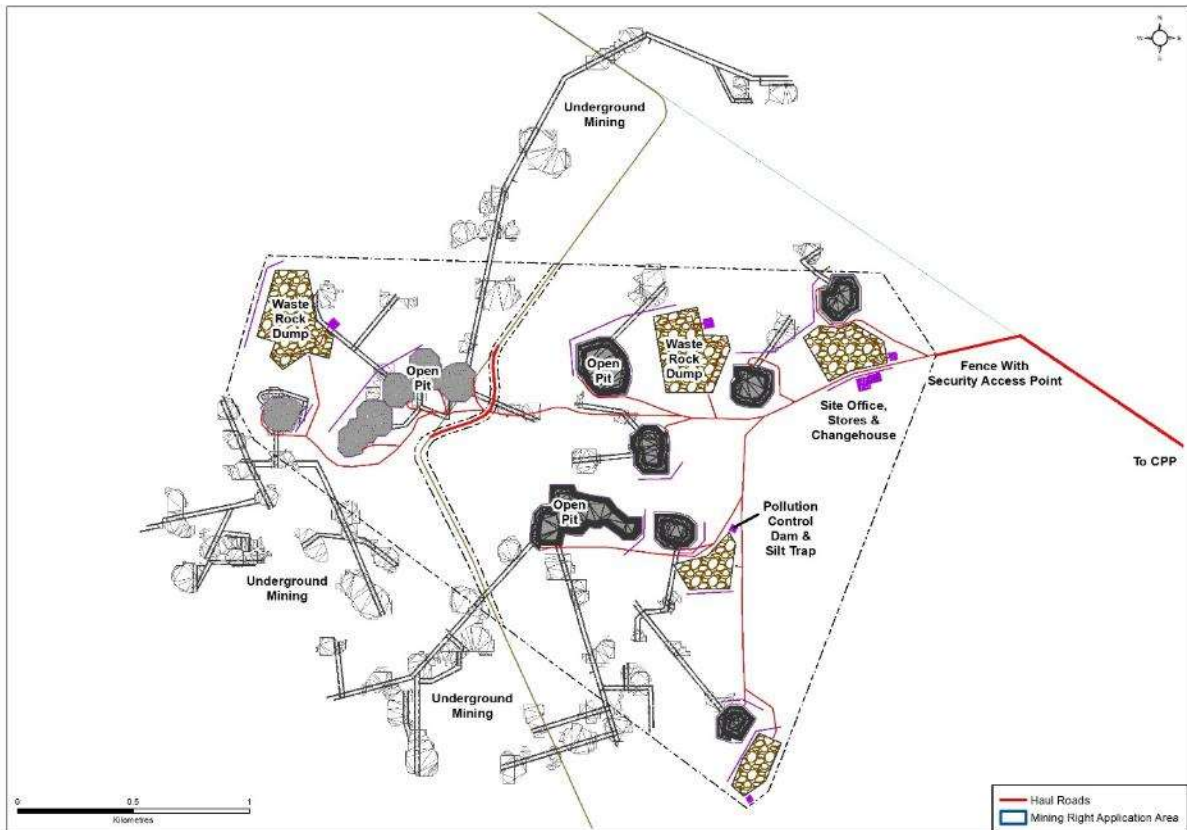 N
W E
S
Underground
Mining
Waste
Rock
Dump
Open
Pit
Open
Pit
Waste
Rock
Dump
Fence With
Security Access Point
Site Office,
Stores &
Changehouse
To CPP
Open
Pit
Pollution
Control
Dam &
Silt Trap
Underground
Mining
Underground
Mining
0 0.5 1
Kilometres
Haul Roads
Mining Right Application Area